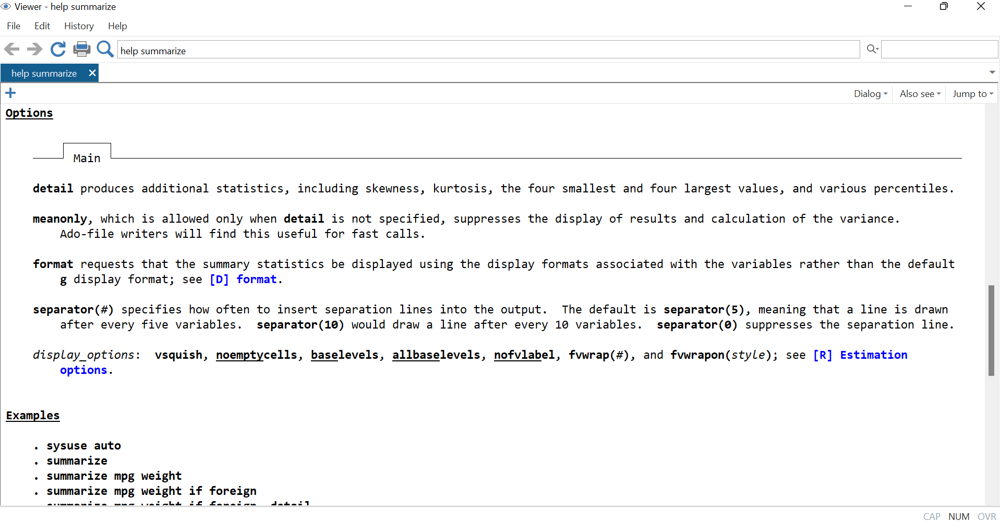 Viewer - help summarize
File Edit History Help
help summarize
help summarize
Dialog Also see Jump to
Options
Main
detail produces additional statistics, including skewness, kurtosis, the four smallest and four largest values, and various percentiles.
meanonly, which is allowed only when detail is not specified, suppresses the display of results and calculation of the variance.
Ado-file writers will find this useful for fast calls.
format requests that the summary statistics be displayed using the display formats associated with the variables rather than the default
g display format; see [D] format.
separator(#) specifies how often to insert separation lines into the output.  The default is separator(5), meaning that a line is drawn
after every five variables.  separator(10) would draw a line after every 10 variables.  separator(0) suppresses the separation line.
display_options:  vsquish, noemptycells, baselevels, allbaselevels, nofvlabel, fvwrap(#), and fvwrapon(style); see [R] Estimation
options.
Examples
. sysuse auto
. summarize
. summarize mpg weight
. summarize mpg weight if foreign
summarize mpg weight if foreign, detail
CAP NUM OVR